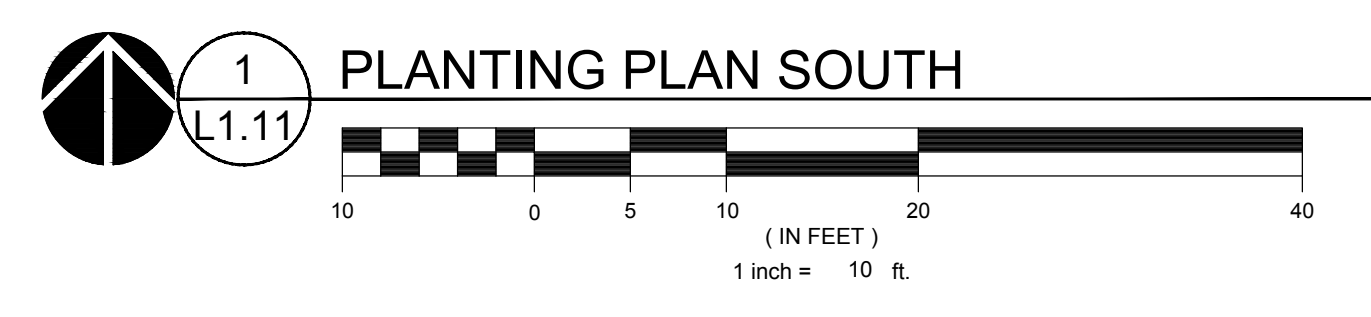 1
L1.11
PLANTING PLAN SOUTH
10 0 5 10 20 40
( IN FEET )
1 inch = 10 ft.